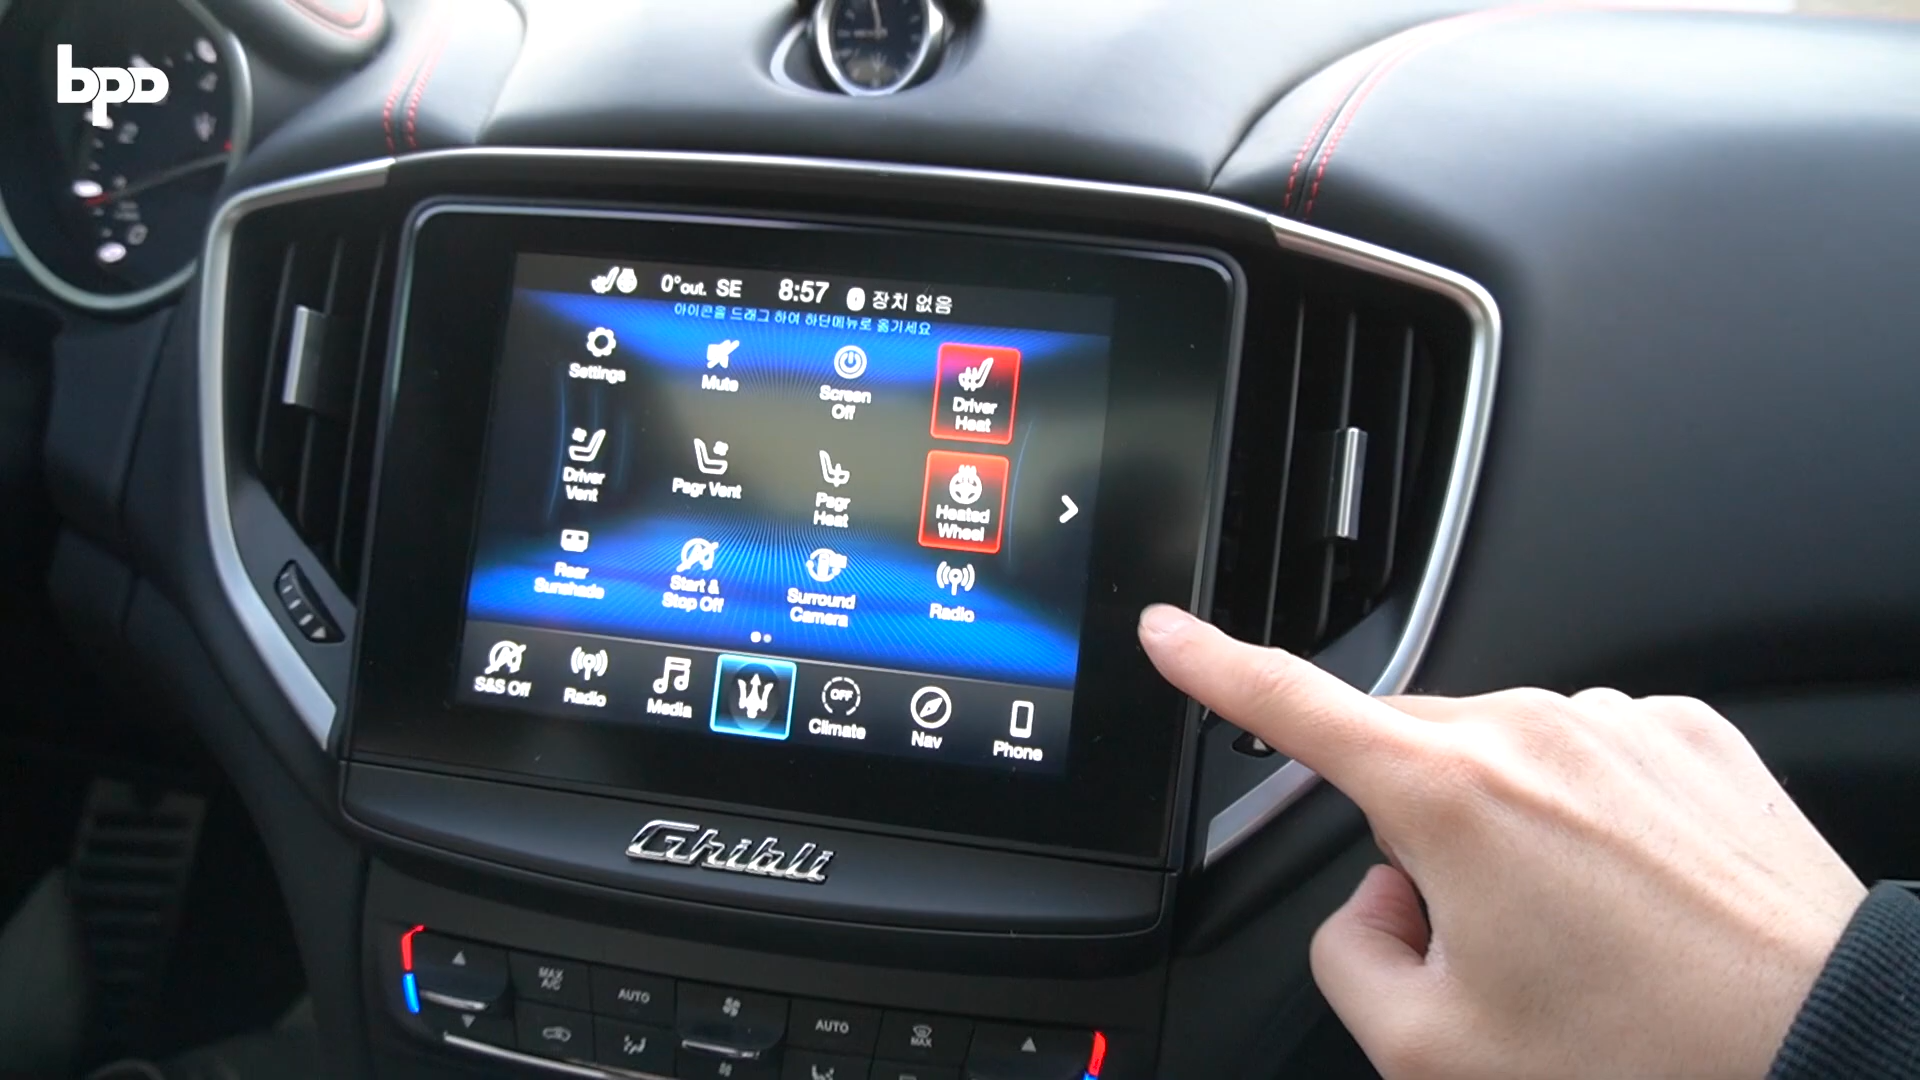 bpd
0°out. SE 8:57 장치 없음
아이콘을 드래그 하여 하단메뉴로 옮기세요
Settings
Mute
Screen
Off
Driver
Heat
Driver
Vent
Psgr Vent
Psgr
Heat
Heated
Wheel
Rear
Sunshade
Start &
Stop Off
Surround
Camera
Radio
S&S Off
Radio
Media
OFF
Climate
Nav
Phone
Ghibli
MAX
A/C
AUTO
AUTO
MAX